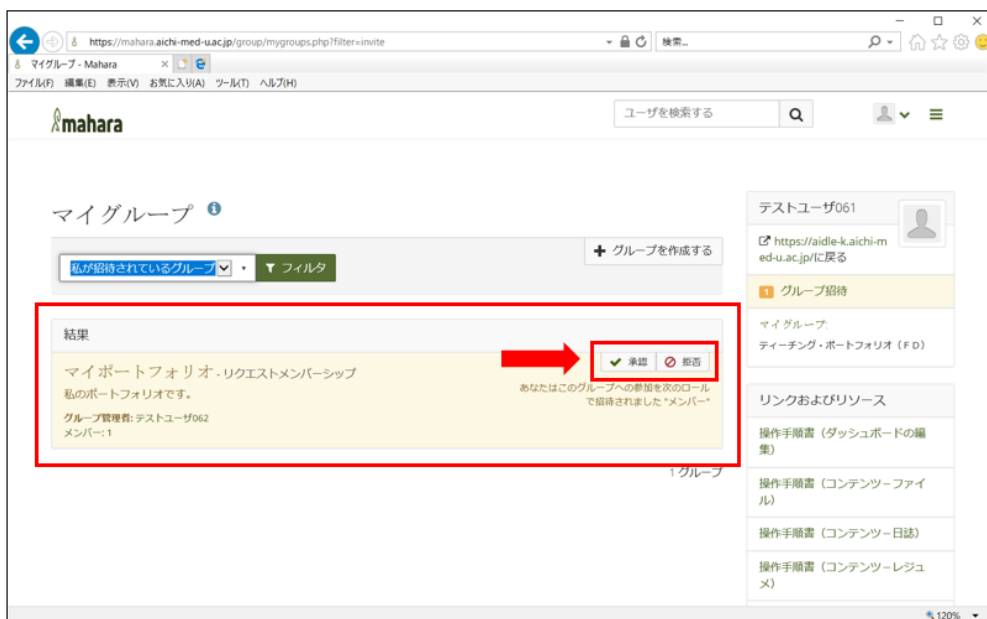 https://mahara.aichi-med-u.ac.jp/group/mygroups.php?filter=invite
検索...
マイグループ - Mahara
ファイル(F) 編集(E) 表示(V) お気に入り(A) ツール(T) ヘルプ(H)
mahara
ユーザを検索する
マイグループ
グループを作成する
私が招待されているグループ
フィルタ
結果
マイポートフォリオ - リクエストメンバーシップ
私のポートフォリオです。
グループ管理者: テストユーザ062
メンバー: 1
承認
拒否
あなたはこのグループへの参加を次のロール
で招待されました "メンバー"
1 グループ
テストユーザ061
https://aidle-k.aichi-m
ed-u.ac.jp/に戻る
1 グループ招待
マイグループ:
ティーチング・ポートフォリオ（ＦＤ）
リンクおよびリソース
操作手順書（ダッシュボードの編
集）
操作手順書（コンテンツ－ファイ
ル）
操作手順書（コンテンツ－日誌）
操作手順書（コンテンツ－レジュ
メ）
120%